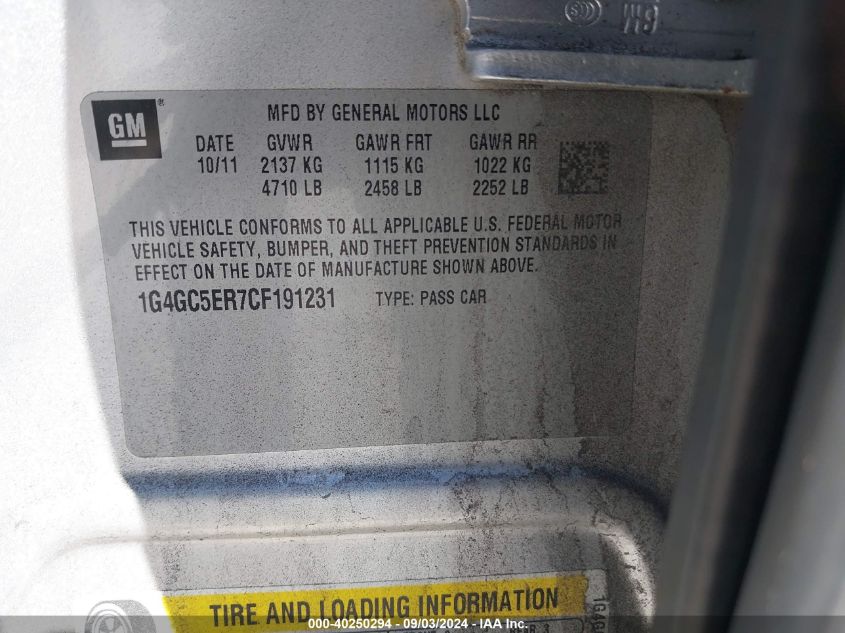 GM
MFD BY GENERAL MOTORS LLC
DATE GVWR GAWR FRT GAWR RR
10/11 2137 KG 1115 KG 1022 KG
4710 LB 2458 LB 2252 LB
THIS VEHICLE CONFORMS TO ALL APPLICABLE U.S. FEDERAL MOTOR
VEHICLE SAFETY, BUMPER, AND THEFT PREVENTION STANDARDS IN
EFFECT ON THE DATE OF MANUFACTURE SHOWN ABOVE.
1G4GC5ER7CF191231 TYPE: PASS CAR
TIRE AND LOADING INFORMATION
000-40250294 - 09/03/2024 - IAA Inc.